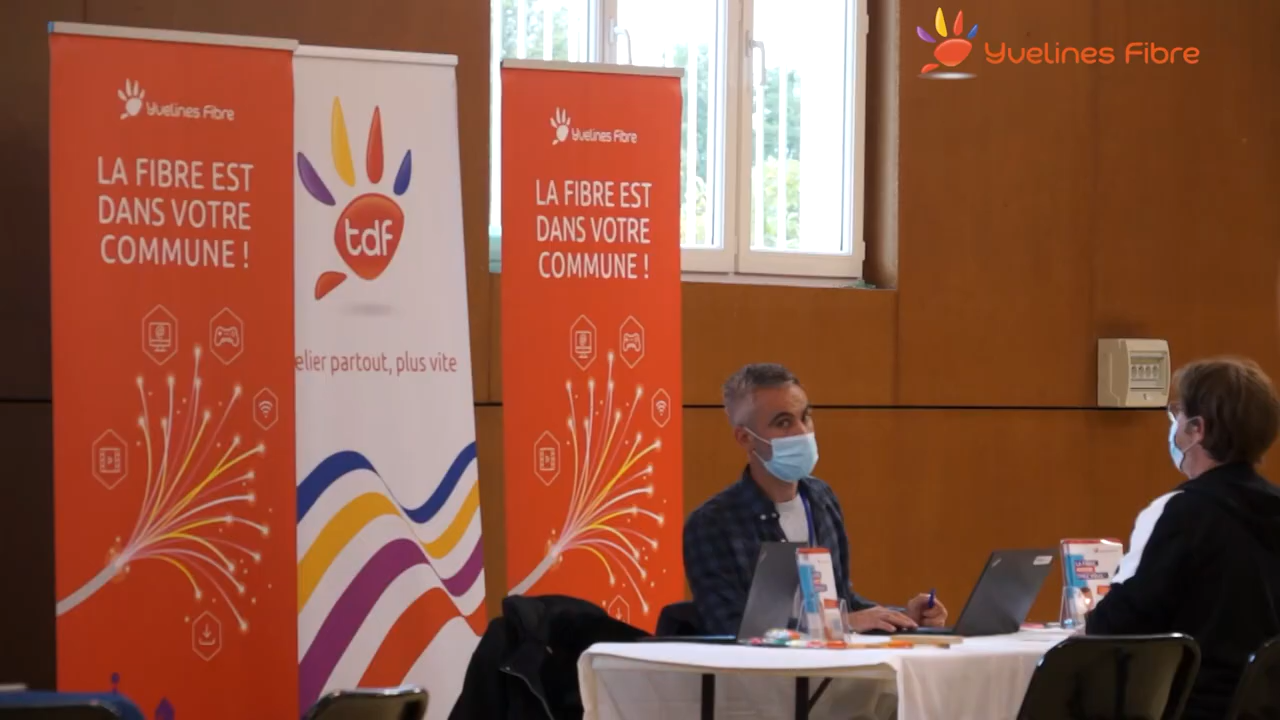 Yvelines Fibre
Yvelines Fibre
LA FIBRE EST
DANS VOTRE
COMMUNE !
tdf
elier partout, plus vite
Yvelines Fibre
LA FIBRE EST
DANS VOTRE
COMMUNE !